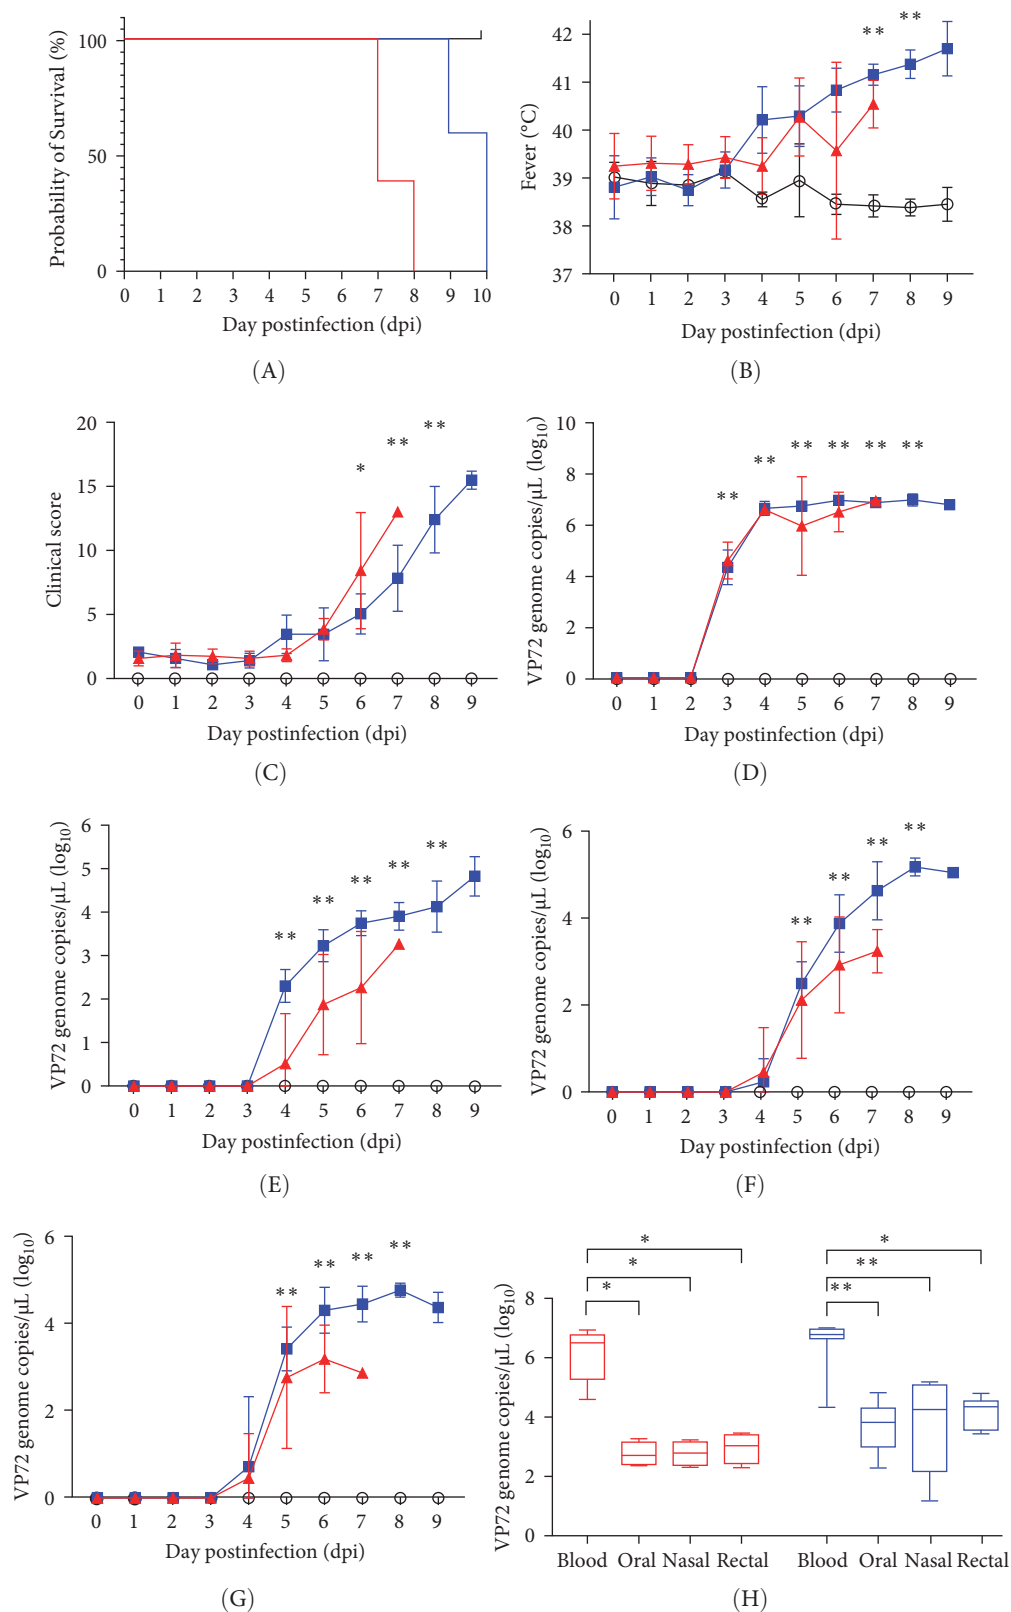 Probability of Survival (%)
100
50
0
0 1 2 3 4 5 6 7 8 9 10
Day postinfection (dpi)
(A)
Fever (°C)
** **
42
41
40
39
38
37
0 1 2 3 4 5 6 7 8 9
Day postinfection (dpi)
(B)
Clinical score
* ** **
20
15
10
5
0
0 1 2 3 4 5 6 7 8 9
Day postinfection (dpi)
(C)
VP72 genome copies/μL (log10)
** ** ** ** ** **
10
8
6
4
2
0
0 1 2 3 4 5 6 7 8 9
Day postinfection (dpi)
(D)
VP72 genome copies/μL (log10)
** ** ** ** **
6
5
4
3
2
1
0
0 1 2 3 4 5 6 7 8 9
Day postinfection (dpi)
(E)
VP72 genome copies/μL (log10)
** ** ** **
6
4
2
0
0 1 2 3 4 5 6 7 8 9
Day postinfection (dpi)
(F)
VP72 genome copies/μL (log10)
** ** ** **
6
4
2
0
0 1 2 3 4 5 6 7 8 9
Day postinfection (dpi)
(G)
VP72 genome copies/μL (log10)
* *
* **
* **
8
6
4
2
0
Blood Oral Nasal Rectal Blood Oral Nasal Rectal
(H)